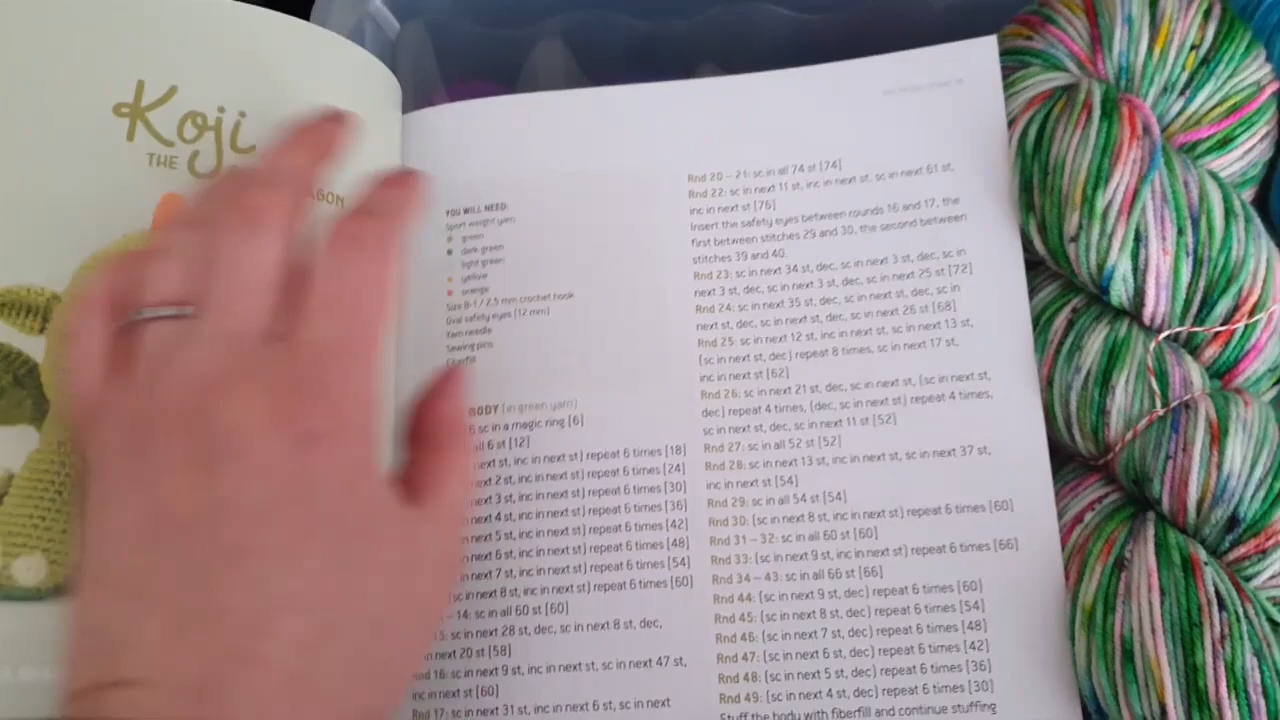 Koji
THE
AGON
YOU WILL NEED:
Sport weight yarn
green
dark green
light green
yellow
orange
Size B-1 / 2.5 mm crochet hook
Oval safety eyes (12 mm)
Yarn needle
Sewing pins
Fiberfill
BODY (in green yarn)
6 sc in a magic ring [6]
all 6 st [12]
next st, inc in next st) repeat 6 times [18]
next 2 st, inc in next st) repeat 6 times [24]
next 3 st, inc in next st) repeat 6 times [30]
next 4 st, inc in next st) repeat 6 times [36]
in next 5 st, inc in next st) repeat 6 times [42]
in next 6 st, inc in next st) repeat 6 times [48]
in next 7 st, inc in next st) repeat 6 times [54]
sc in next 8 st, inc in next st) repeat 6 times [60]
– 14: sc in all 60 st [60]
5: sc in next 28 st, dec, sc in next 8 st, dec,
in next 20 st [58]
Rnd 16: sc in next 9 st, inc in next st, sc in next 47 st,
inc in next st [60]
Rnd 17: sc in next 31 st, inc in next 6 st, sc in next
Rnd 20 – 21: sc in all 74 st [74]
Rnd 22: sc in next 11 st, inc in next st, sc in next 61 st,
inc in next st [76]
Insert the safety eyes between rounds 16 and 17, the
first between stitches 29 and 30, the second between
stitches 39 and 40.
Rnd 23: sc in next 34 st, dec, sc in next 3 st, dec, sc in
next 3 st, dec, sc in next 3 st, dec, sc in next 25 st [72]
Rnd 24: sc in next 35 st, dec, sc in next st, dec, sc in
next st, dec, sc in next st, dec, sc in next 26 st [68]
Rnd 25: sc in next 12 st, inc in next st, sc in next 13 st,
(sc in next st, dec) repeat 8 times, sc in next 17 st,
inc in next st [62]
Rnd 26: sc in next 21 st, dec, sc in next st, (sc in next st,
dec) repeat 4 times, (dec, sc in next st) repeat 4 times,
sc in next st, dec, sc in next 11 st [52]
Rnd 27: sc in all 52 st [52]
Rnd 28: sc in next 13 st, inc in next st, sc in next 37 st,
inc in next st [54]
Rnd 29: sc in all 54 st [54]
Rnd 30: (sc in next 8 st, inc in next st) repeat 6 times [60]
Rnd 31 – 32: sc in all 60 st [60]
Rnd 33: (sc in next 9 st, inc in next st) repeat 6 times [66]
Rnd 34 – 43: sc in all 66 st [66]
Rnd 44: (sc in next 9 st, dec) repeat 6 times [60]
Rnd 45: (sc in next 8 st, dec) repeat 6 times [54]
Rnd 46: (sc in next 7 st, dec) repeat 6 times [48]
Rnd 47: (sc in next 6 st, dec) repeat 6 times [42]
Rnd 48: (sc in next 5 st, dec) repeat 6 times [36]
Rnd 49: (sc in next 4 st, dec) repeat 6 times [30]
Stuff the body with fiberfill and continue stuffing